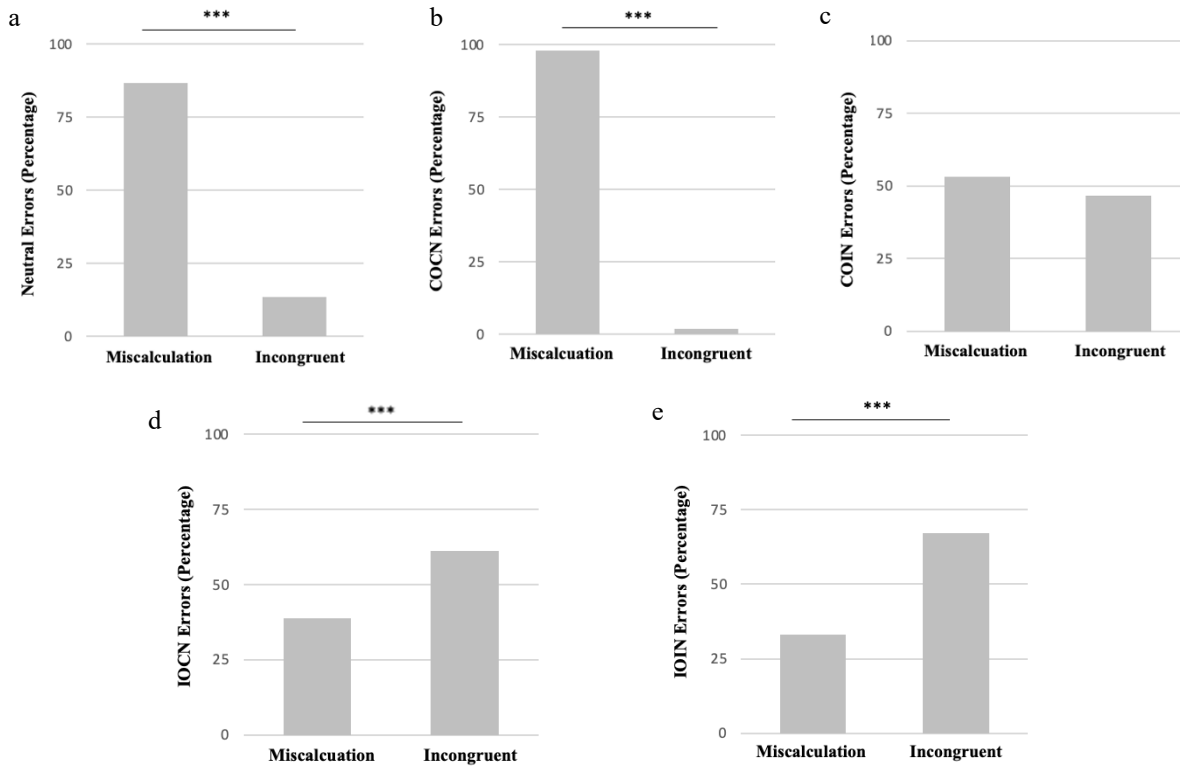 a
***
Neutral Errors (Percentage)
100
75
50
25
0
Miscalculation Incongruent
b
***
COCN Errors (Percentage)
100
75
50
25
0
Miscalcuation Incongruent
c
COIN Errors (Percentage)
100
75
50
25
0
Miscalcuation Incongruent
d
***
IOCN Errors (Percentage)
100
75
50
25
0
Miscalcuation Incongruent
e
***
IOIN Errors (Percentage)
100
75
50
25
0
Miscalculation Incongruent